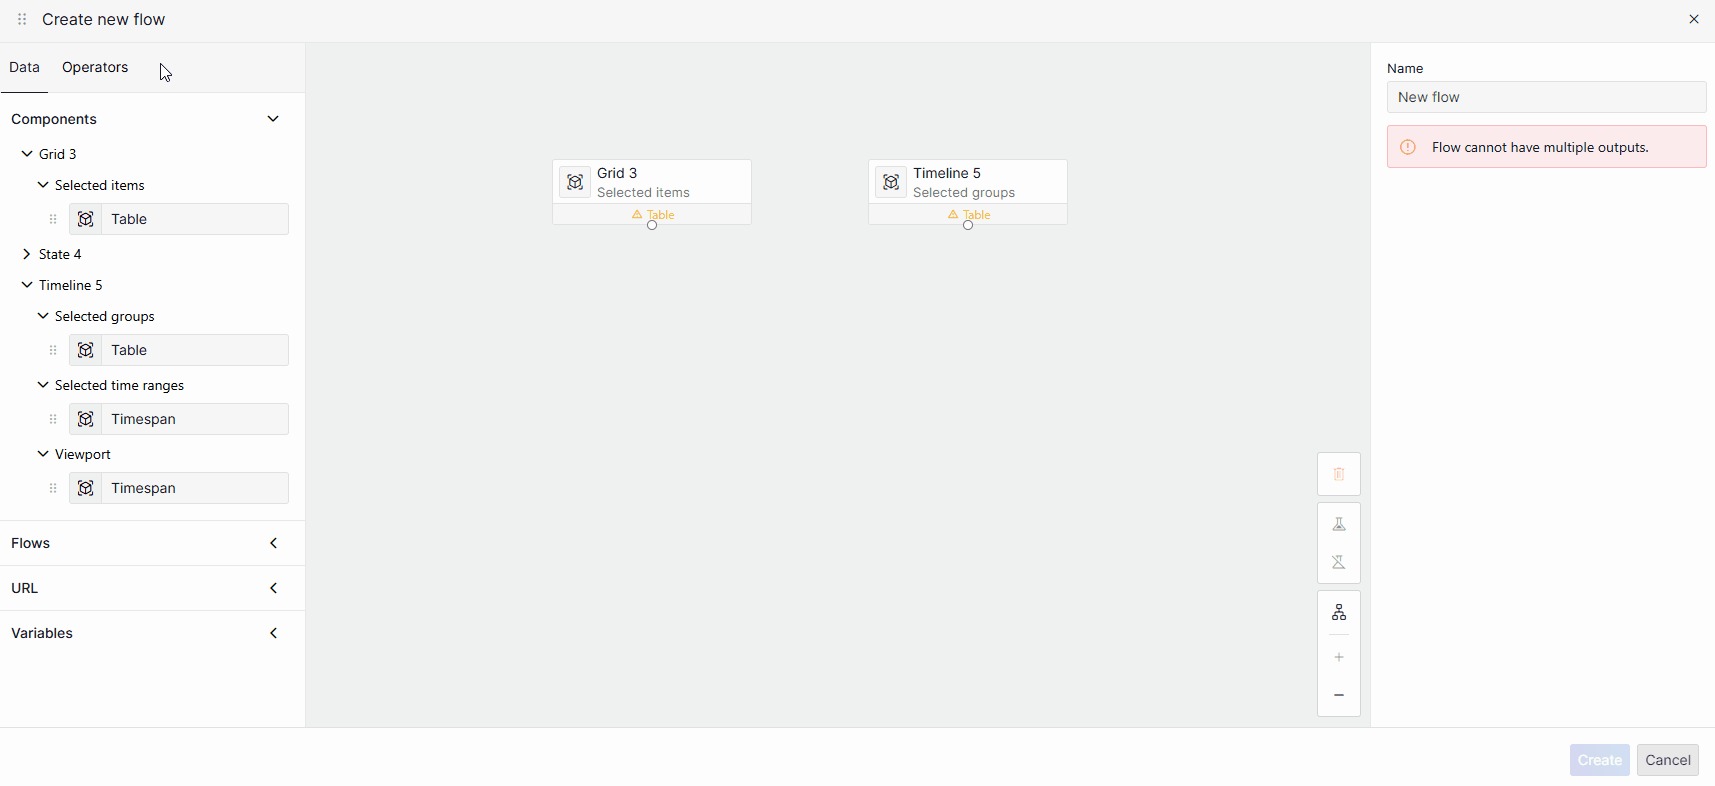 Create new flow
Data Operators
Components
Grid 3
Selected items
Table
State 4
Timeline 5
Selected groups
Table
Selected time ranges
Timespan
Viewport
Timespan
Flows
URL
Variables
Grid 3
Selected items
Table
Timeline 5
Selected groups
Table
Name
New flow
Flow cannot have multiple outputs.
Create Cancel